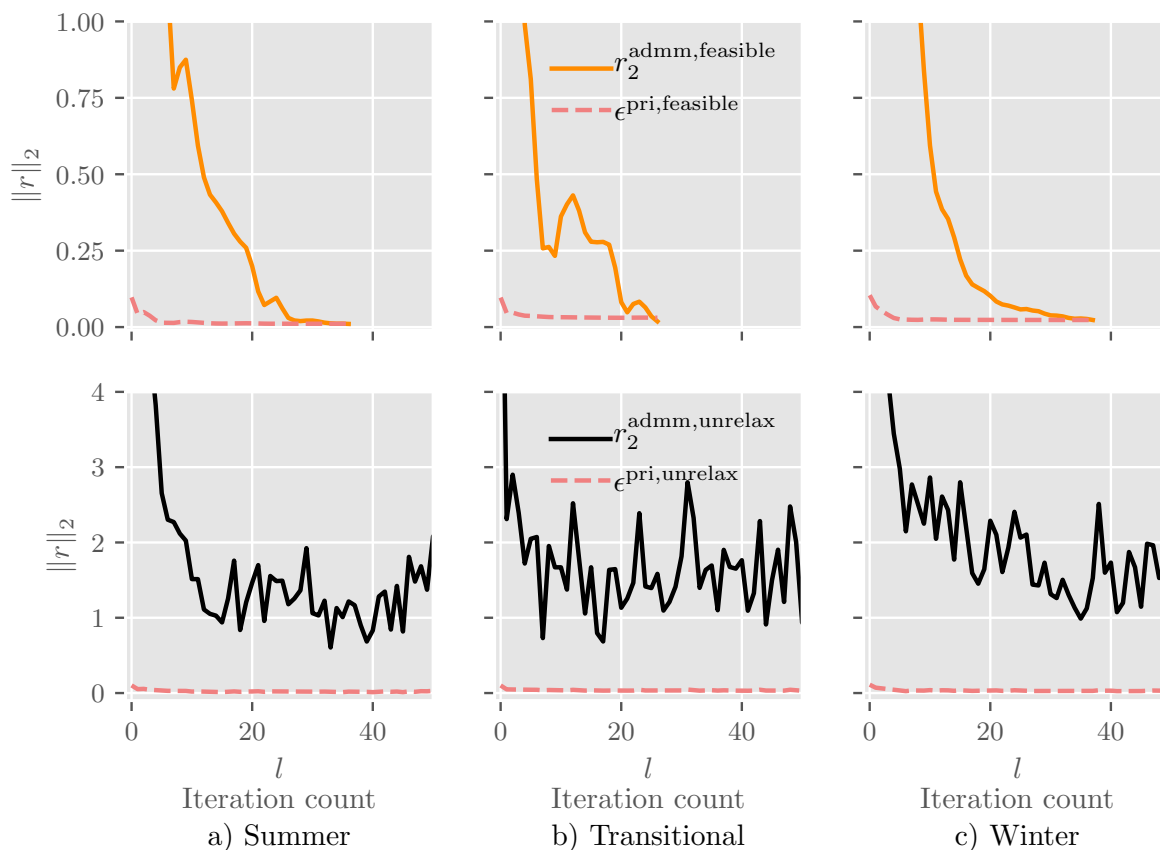 1.00
0.75
0.50
0.25
0.00
‖r‖₂
r₂^admm,feasible
ϵ^pri,feasible
4
3
2
1
0
‖r‖₂
r₂^admm,unrelax
ϵ^pri,unrelax
0 20 40
0 20 40
0 20 40
l
l
l
Iteration count
Iteration count
Iteration count
a) Summer
b) Transitional
c) Winter